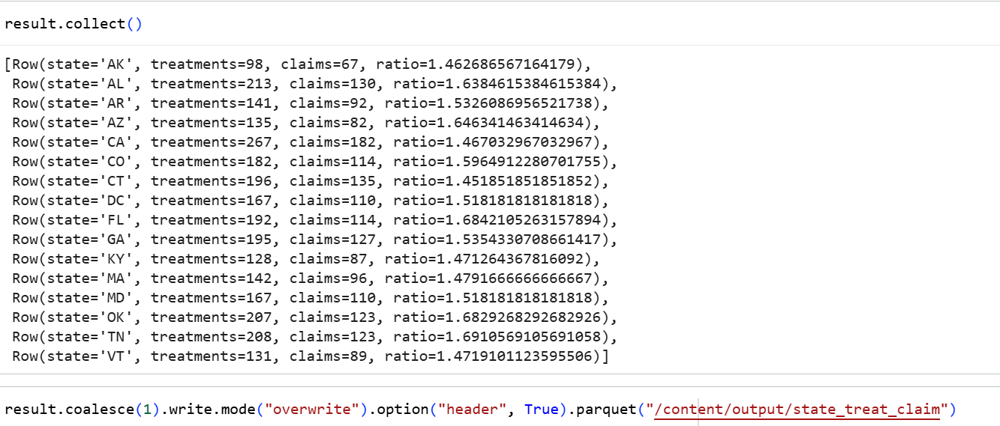 result.collect()
[Row(state='AK', treatments=98, claims=67, ratio=1.462686567164179),
 Row(state='AL', treatments=213, claims=130, ratio=1.6384615384615384),
 Row(state='AR', treatments=141, claims=92, ratio=1.5326086956521738),
 Row(state='AZ', treatments=135, claims=82, ratio=1.646341463414634),
 Row(state='CA', treatments=267, claims=182, ratio=1.467032967032967),
 Row(state='CO', treatments=182, claims=114, ratio=1.5964912280701755),
 Row(state='CT', treatments=196, claims=135, ratio=1.451851851851852),
 Row(state='DC', treatments=167, claims=110, ratio=1.518181818181818),
 Row(state='FL', treatments=192, claims=114, ratio=1.6842105263157894),
 Row(state='GA', treatments=195, claims=127, ratio=1.5354330708661417),
 Row(state='KY', treatments=128, claims=87, ratio=1.471264367816092),
 Row(state='MA', treatments=142, claims=96, ratio=1.4791666666666667),
 Row(state='MD', treatments=167, claims=110, ratio=1.518181818181818),
 Row(state='OK', treatments=207, claims=123, ratio=1.6829268292682926),
 Row(state='TN', treatments=208, claims=123, ratio=1.6910569105691058),
 Row(state='VT', treatments=131, claims=89, ratio=1.4719101123595506)]
result.coalesce(1).write.mode("overwrite").option("header", True).parquet("/content/output/state_treat_claim")